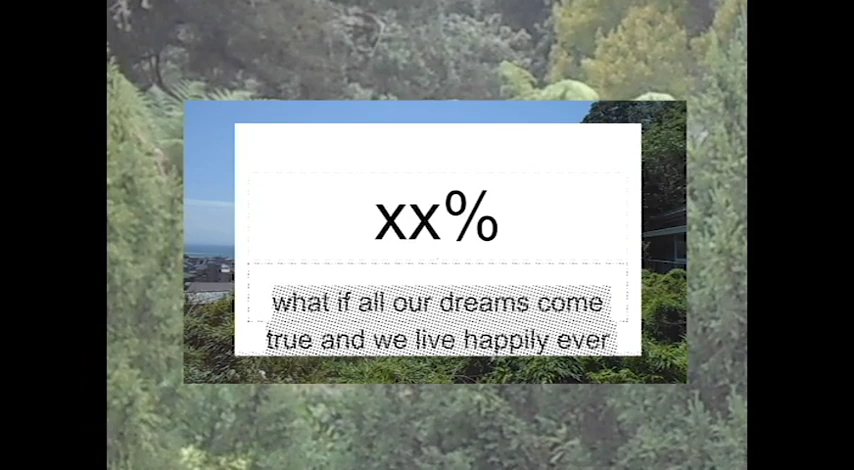 xx%
what if all our dreams come
true and we live happily ever